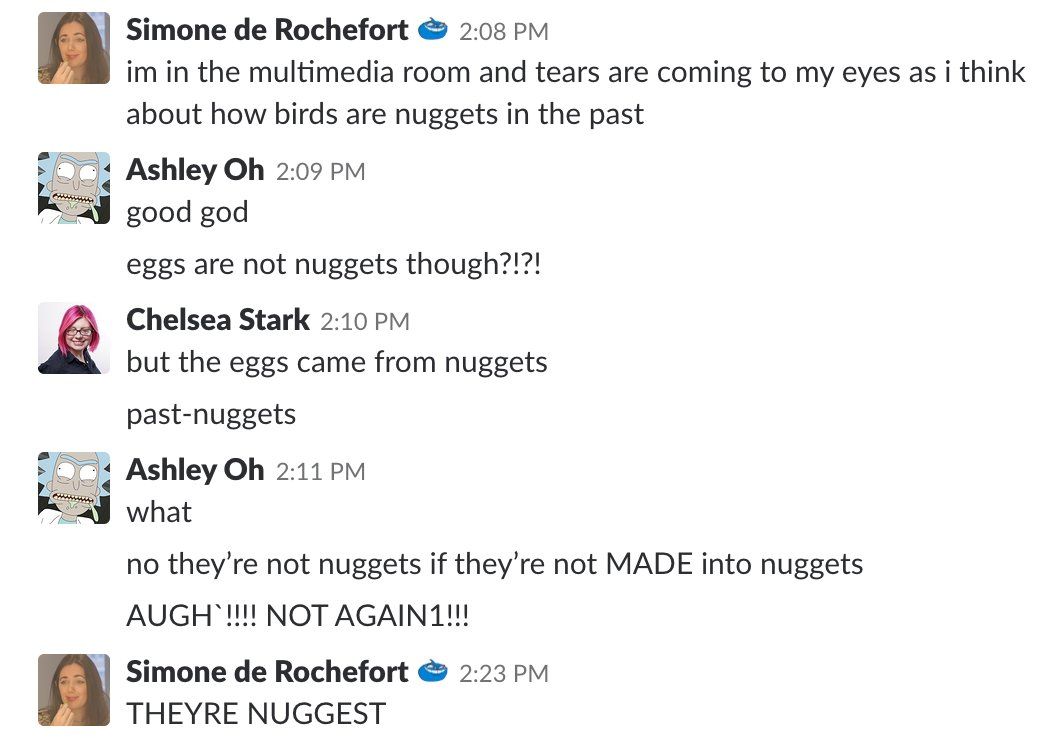 Simone de Rochefort 2:08 PM
im in the multimedia room and tears are coming to my eyes as i think
about how birds are nuggets in the past
Ashley Oh 2:09 PM
good god
eggs are not nuggets though?!?!
Chelsea Stark 2:10 PM
but the eggs came from nuggets
past-nuggets
Ashley Oh 2:11 PM
what
no they’re not nuggets if they’re not MADE into nuggets
AUGH`!!!! NOT AGAIN1!!!
Simone de Rochefort 2:23 PM
THEYRE NUGGEST